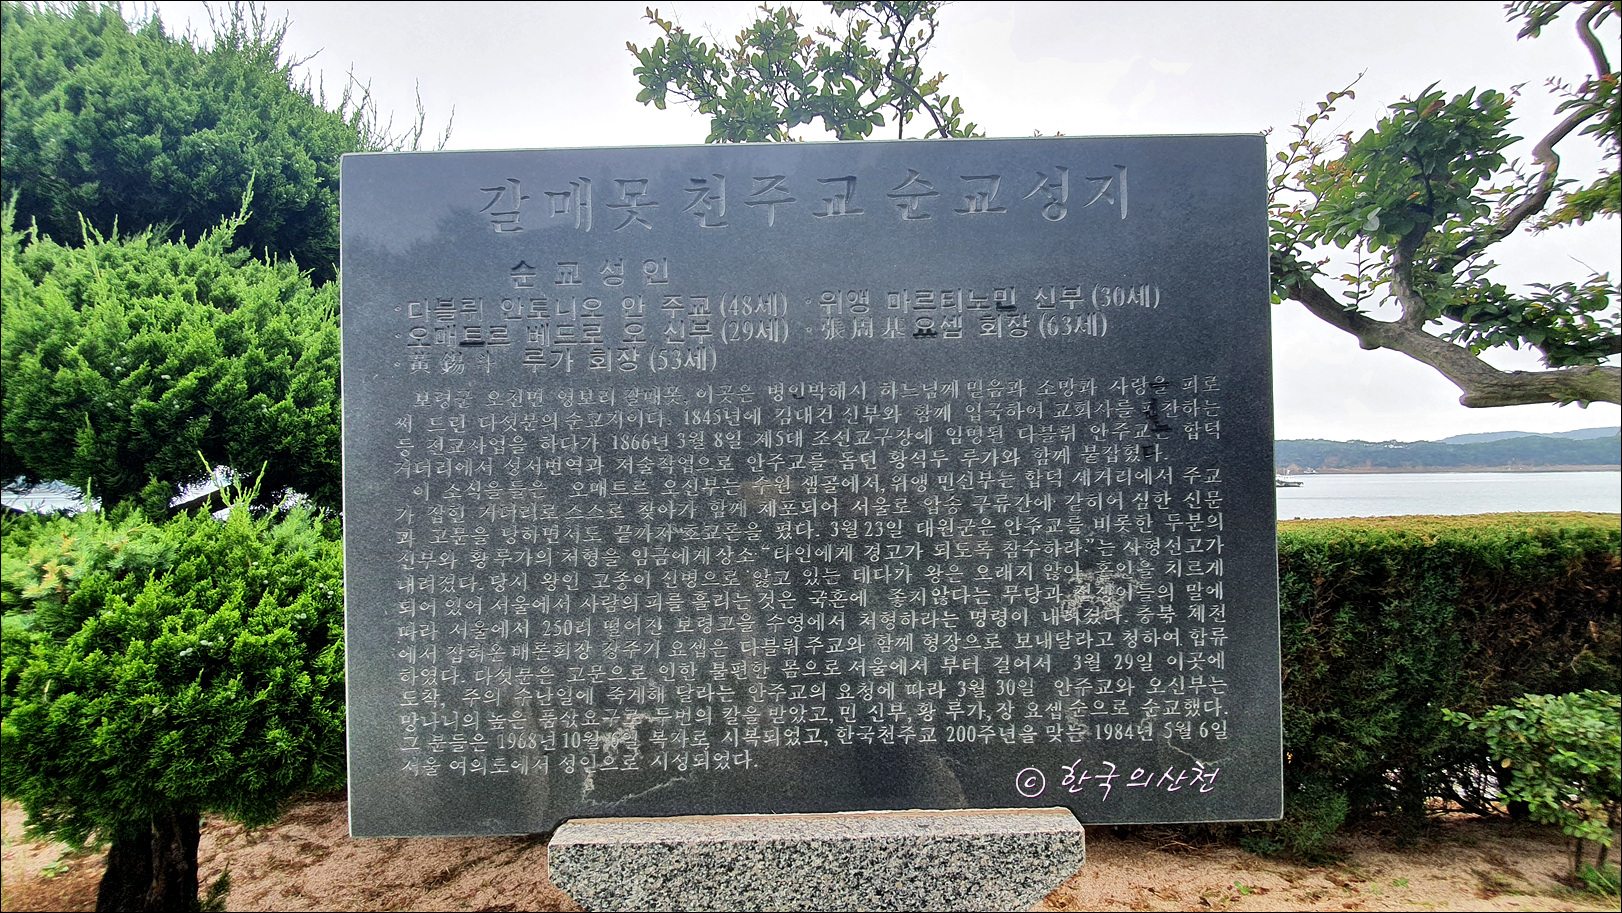 갈매못 천주교 순교성지
순교성인
·다블뤼 안토니오 안 주교 (48세) ·위앵 마르티노 민 신부 (30세)
·오매트르 베드로 오 신부 (29세) ·張周基 요셉 회장 (63세)
·黃錫斗 루가 회장 (53세)
보령군 오천면 영보리 갈매못, 이곳은 병인박해시 하느님께 믿음과 소망과 사랑을 피로
써 드린 다섯분의 순교지이다. 1845년에 김대건 신부와 함께 입국하여 교회사를 편찬하는
등 전교사업을 하다가 1866년 3월 8일 제5대 조선교구장에 임명된 다블뤼 안주교는 합덕
거더리에서 성서번역과 저술작업으로 안주교를 돕던 황석두 루가와 함께 붙잡혔다.
이 소식을들은 오매트르 오신부는 수원 샘골에서, 위앵 민신부는 합덕 세거리에서 주교
가 잡힌 거더리로 스스로 찾아가 함께 체포되어 서울로 압송 구류간에 갇히어 심한 신문
과 고문을 당하면서도 끝까지 호교론을 폈다. 3월23일 대원군은 안주교를 비롯한 두분의
신부와 황 루가의 처형을 임금에게 상소 “타인에게 경고가 되도록 참수하라.”는 사형선고가
내려졌다. 당시 왕인 고종이 신병으로 앓고 있는 데다가 왕은 오래지 않아 혼인을 치르게
되어 있어 서울에서 사람의 피를 흘리는 것은 국혼에 좋지않다는 무당과 점쟁이들의 말에
따라 서울에서 250리 떨어진 보령고을 수영에서 처형하라는 명령이 내려졌다. 충북 제천
에서 잡혀온 배론회장 장주기 요셉은 다블뤼 주교와 함께 형장으로 보내달라고 청하여 합류
하였다. 다섯분은 고문으로 인한 불편한 몸으로 서울에서 부터 걸어서 3월 29일 이곳에
도착, 주의 수난일에 죽게해 달라는 안주교의 요청에 따라 3월 30일 안주교와 오신부는
망나니의 높은 품삯요구로 두번의 칼을 받았고, 민 신부, 황 루가, 장 요셉 순으로 순교했다.
그 분들은 1968년 10월 6일 복자로 시복되었고, 한국천주교 200주년을 맞는 1984년 5월 6일
서울 여의도에서 성인으로 시성되었다.
© 한국의산천